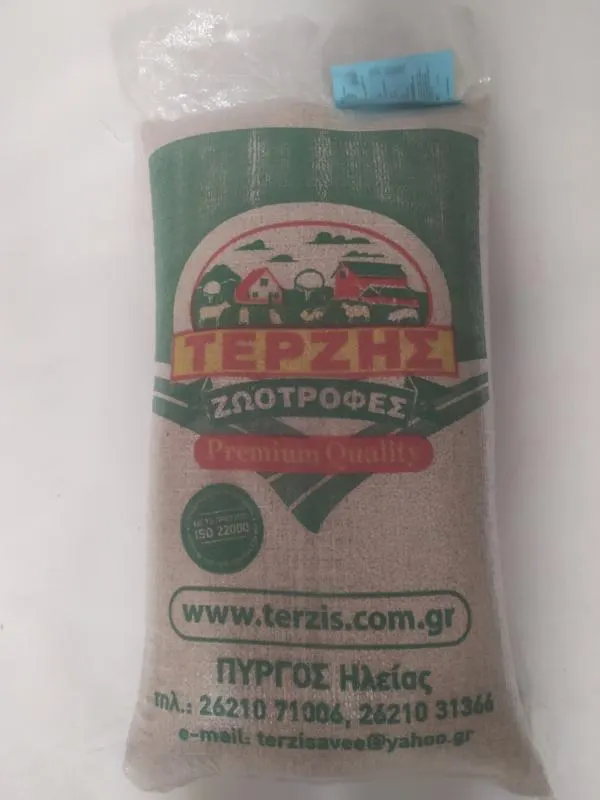 ΤΕΡΖΗΣ
ΖΩΟΤΡΟΦΕΣ
Premium Quality
ISO 22000
www.terzis.com.gr
ΠΥΡΓΟΣ Ηλείας
τηλ.: 26210 71006, 26210 31366
e-mail: terzisavee@yahoo.gr